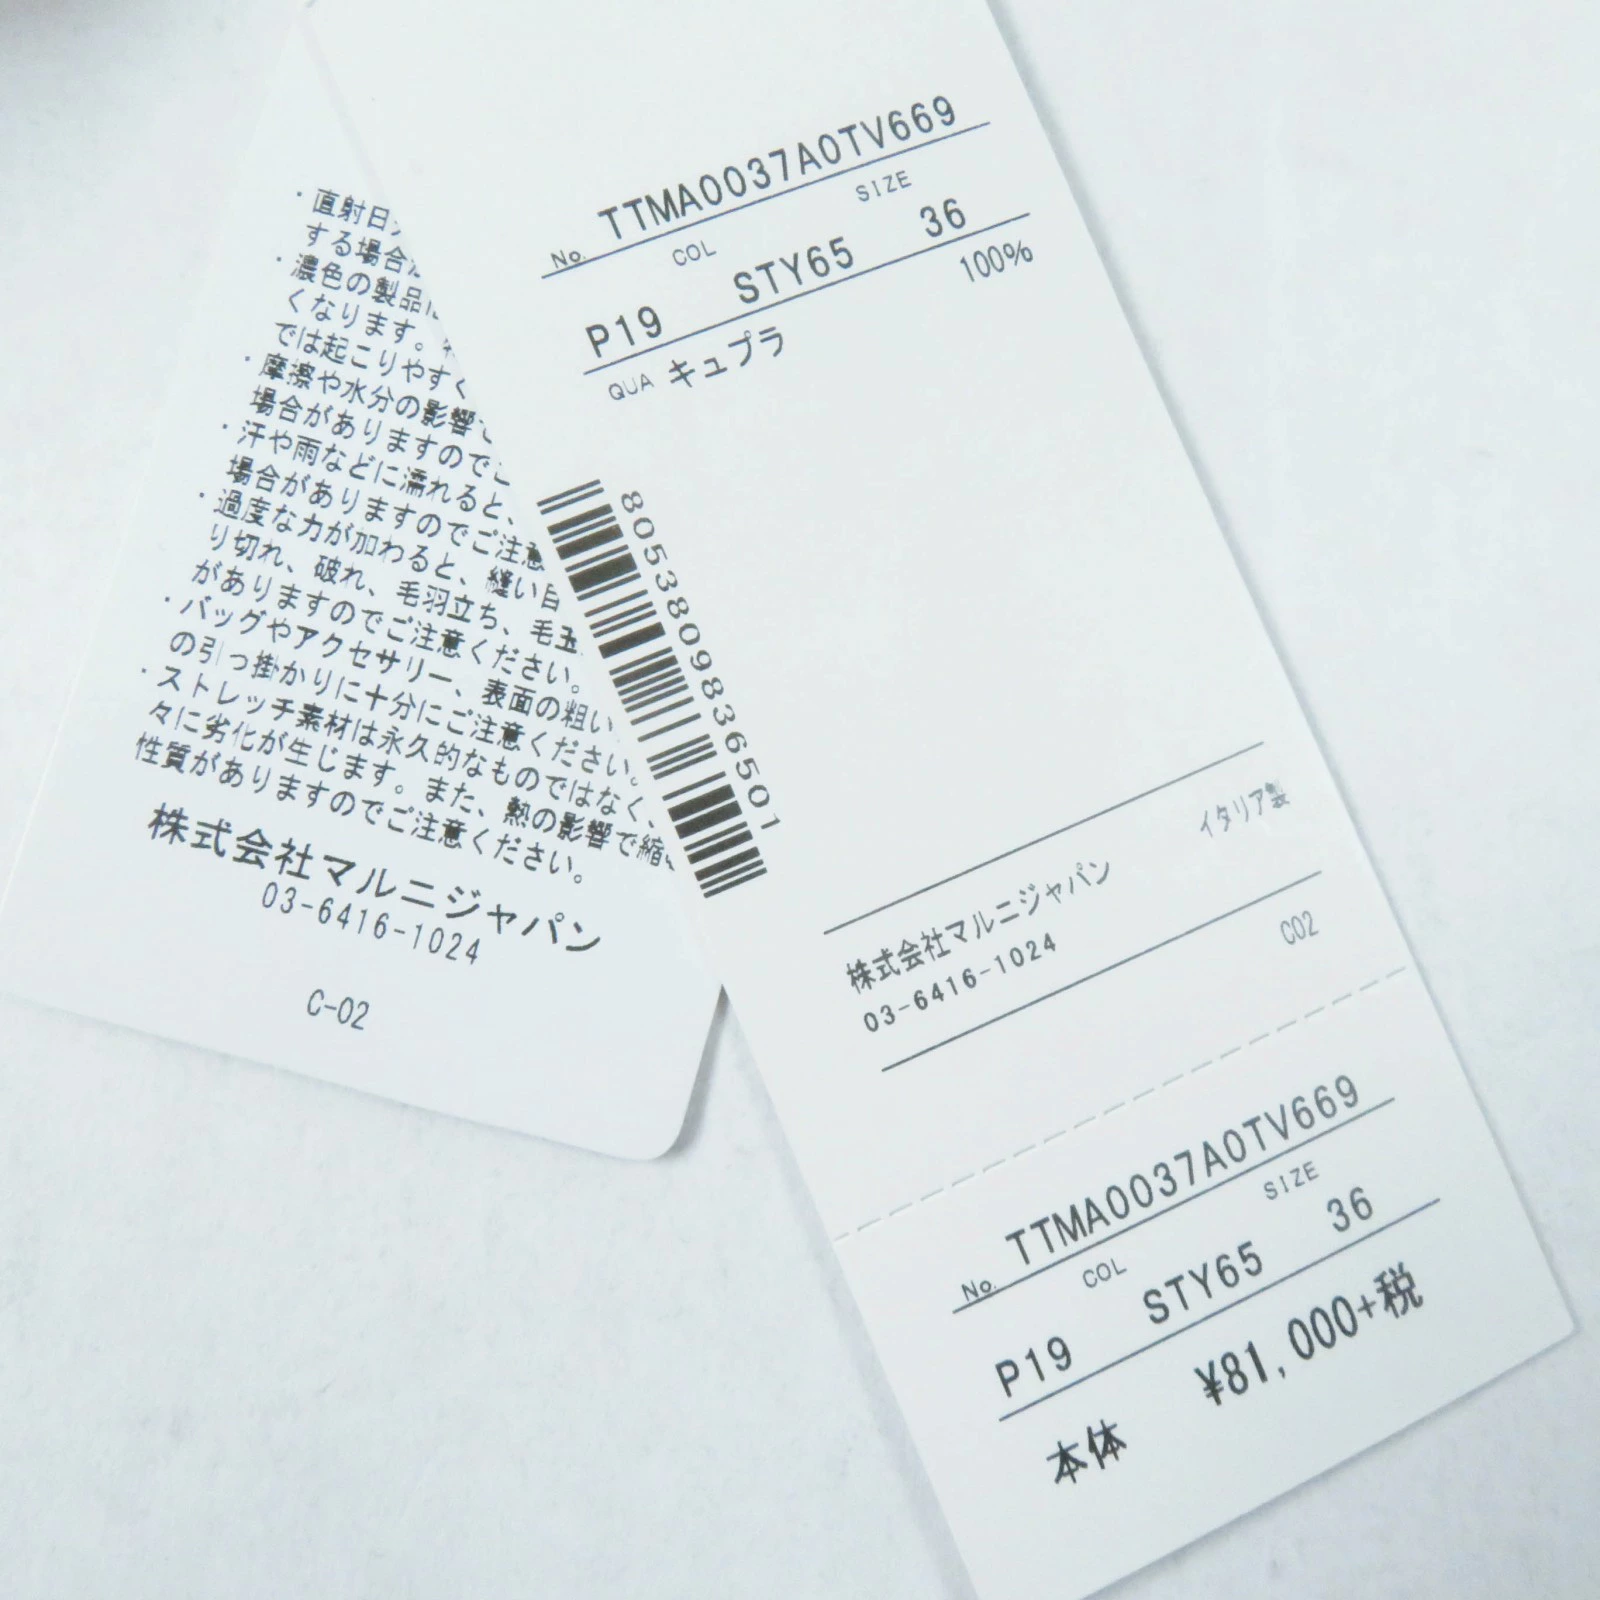 ・直射日
する場合
・濃色の製品
くなります。
では起こりやすく
・摩擦や水分の影響
場合がありますのでご
・汗や雨などに濡れると、
場合がありますのでご注意
・過度な力が加わると、縫い目
り切れ、破れ、毛羽立ち、毛玉
がありますのでご注意ください。
・バッグやアクセサリー、表面の粗い
の引っ掛かりに十分にご注意ください。
・ストレッチ素材は永久的なものではなく、
々に劣化が生じます。また、熱の影響で縮
性質がありますのでご注意ください。
株式会社マルニジャパン
03-6416-1024
C-02
No. TTMA0037A0TV669
COL SIZE
P19 STY65 36
QUA キュプラ 100%
8053809836501
イタリア製
株式会社マルニジャパン
03-6416-1024 C02
No. TTMA0037A0TV669
COL SIZE
P19 STY65 36
本体 ¥81,000+税